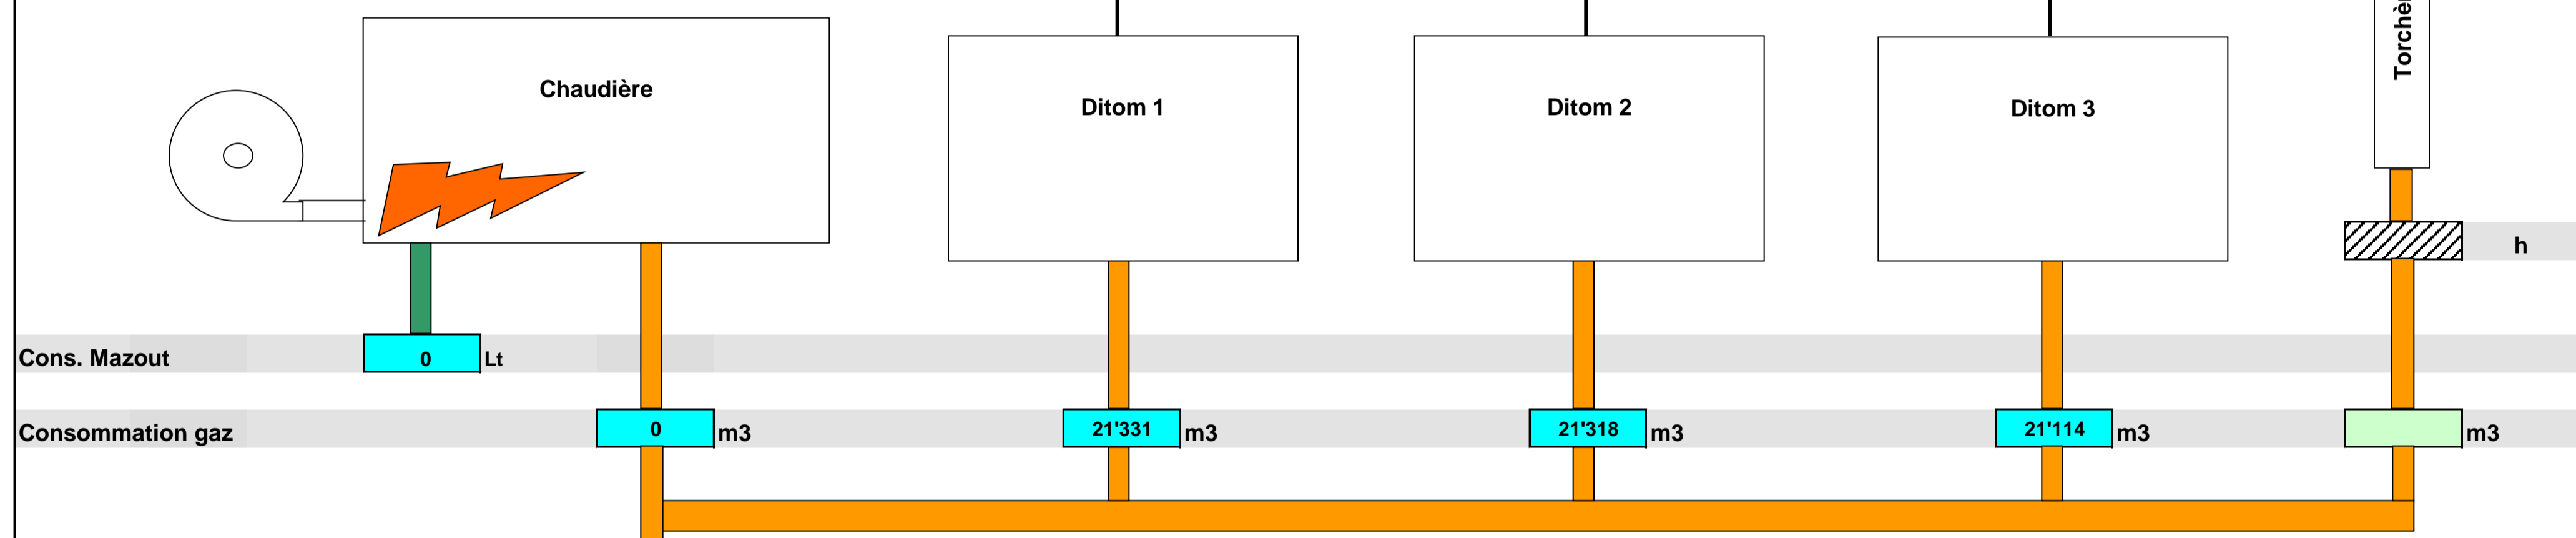 Torchèr
Chaudière
Ditom 1
Ditom 2
Ditom 3
h
Cons. Mazout 0 Lt
Consommation gaz 0 m3 21'331 m3 21'318 m3 21'114 m3 m3